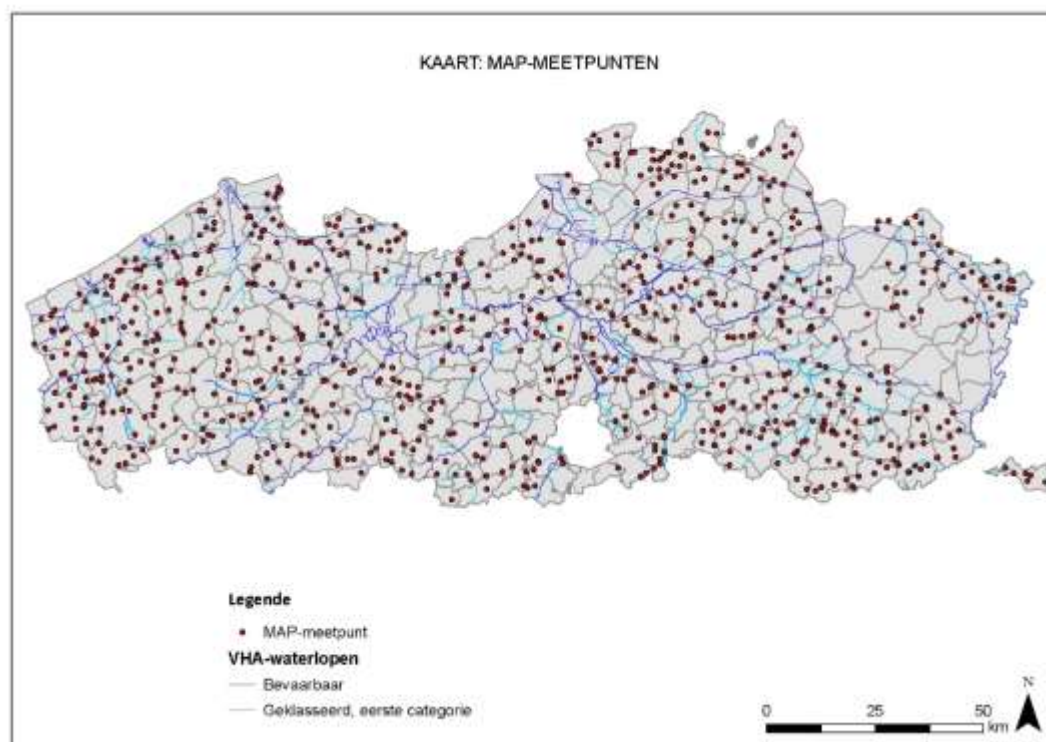 KAART: MAP-MEETPUNTEN
Legende
MAP-meetpunt
VHA-waterlopen
Bevaarbaar
Geklasseerd, eerste categorie
N
0 25 50
km